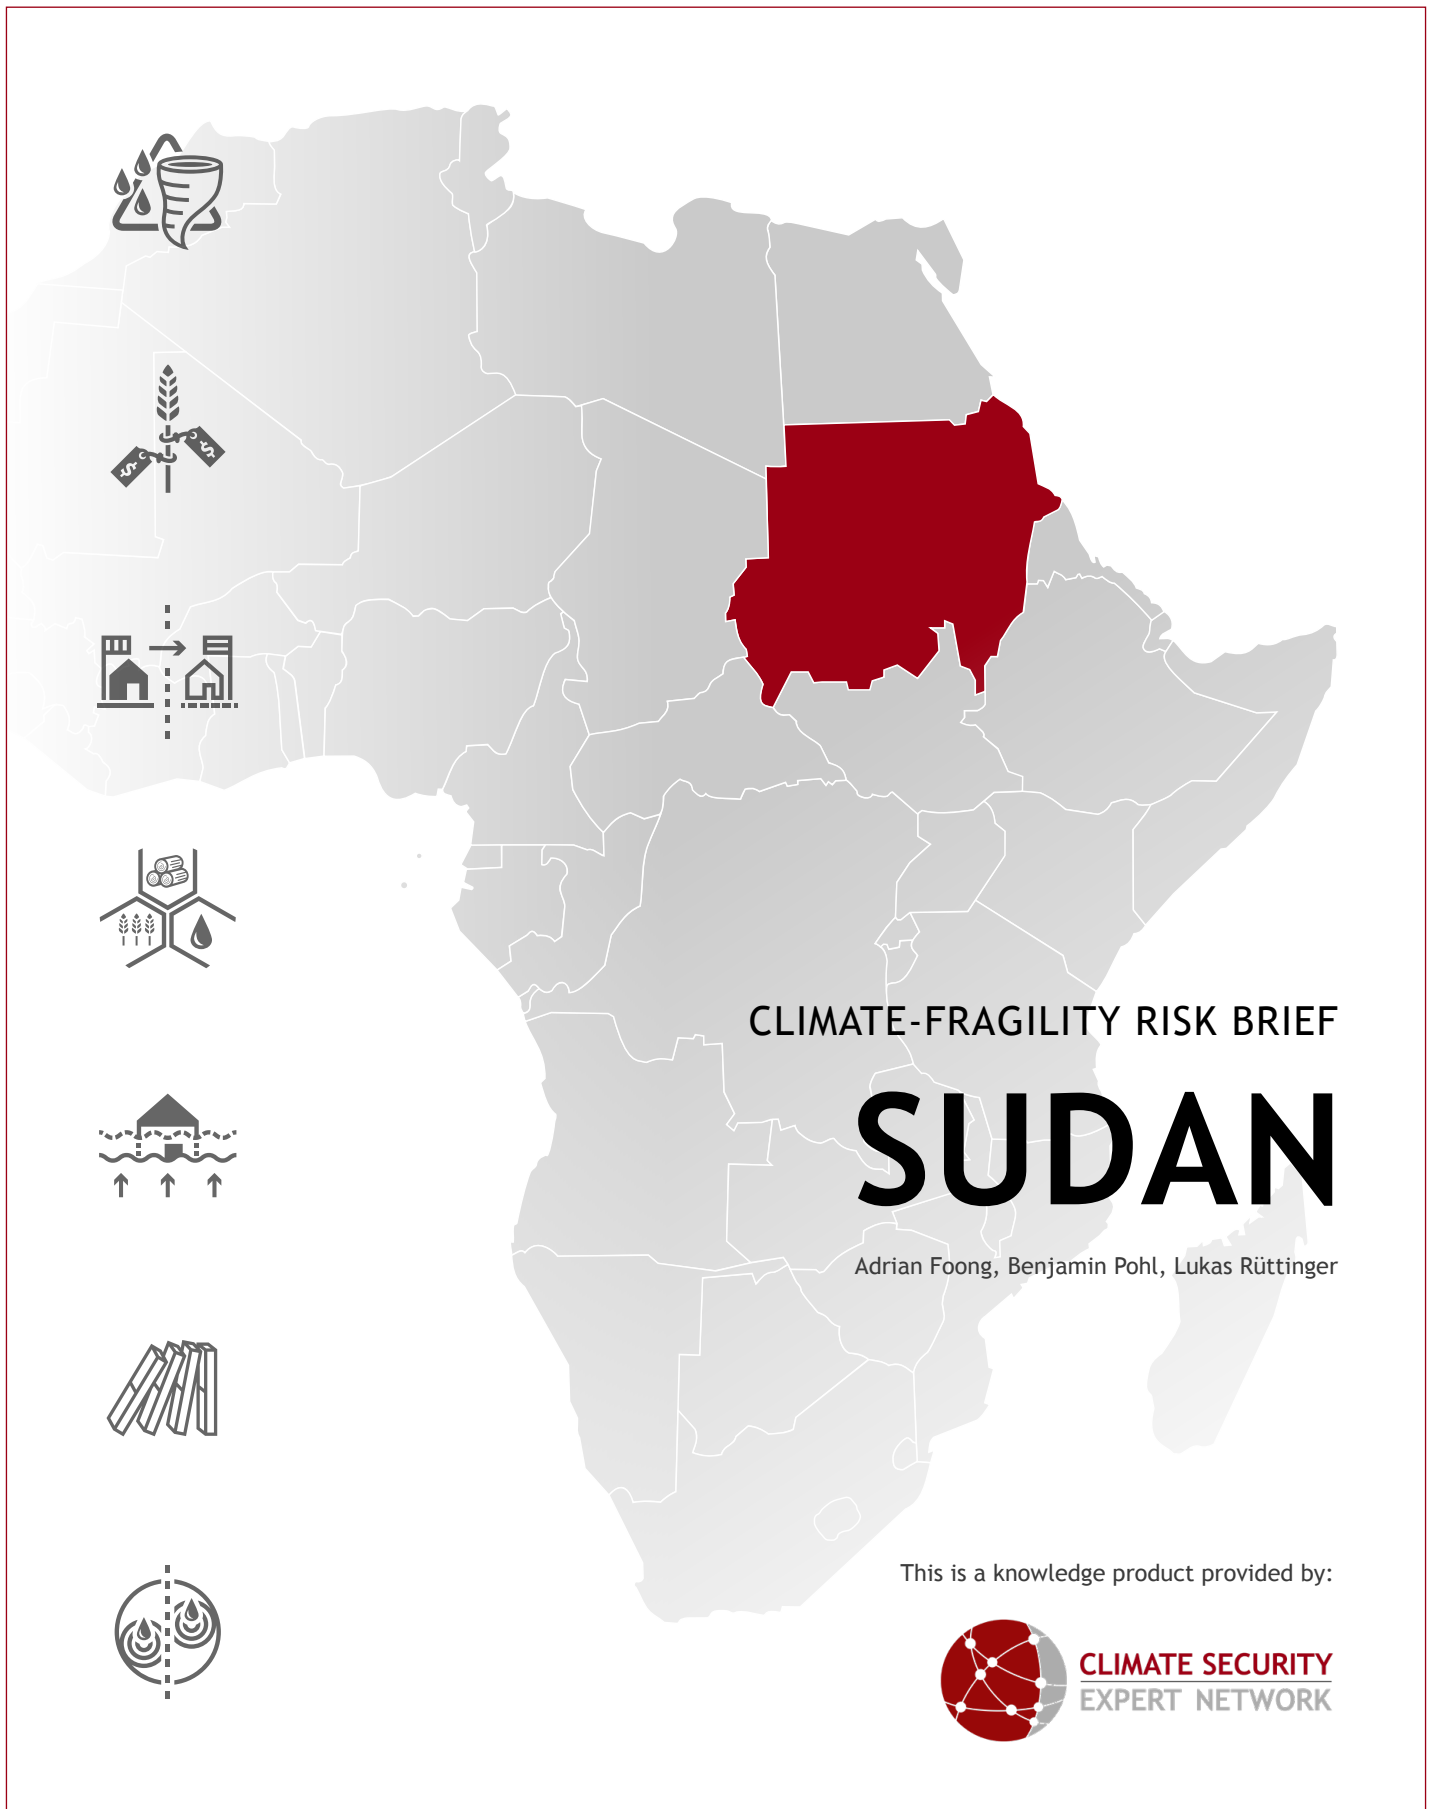 CLIMATE-FRAGILITY RISK BRIEF
SUDAN
Adrian Foong, Benjamin Pohl, Lukas Rüttinger
This is a knowledge product provided by:
CLIMATE SECURITY
EXPERT NETWORK
$
$